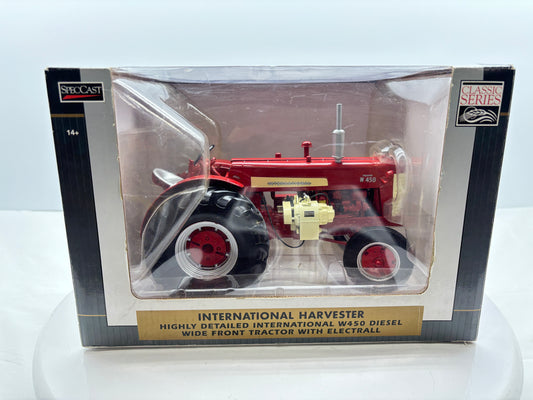 SPECCAST
CLASSIC
SERIES
14+
W 450
INTERNATIONAL HARVESTER
HIGHLY DETAILED INTERNATIONAL W450 DIESEL
WIDE FRONT TRACTOR WITH ELECTRALL